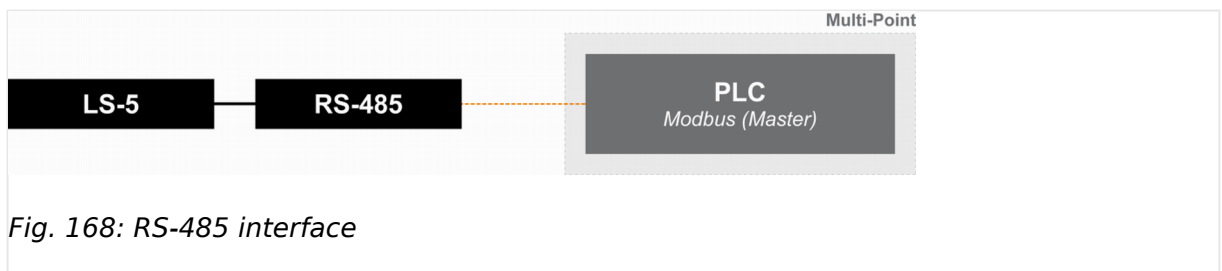 Multi-Point
LS-5
RS-485
PLC
Modbus (Master)
Fig. 168: RS-485 interface